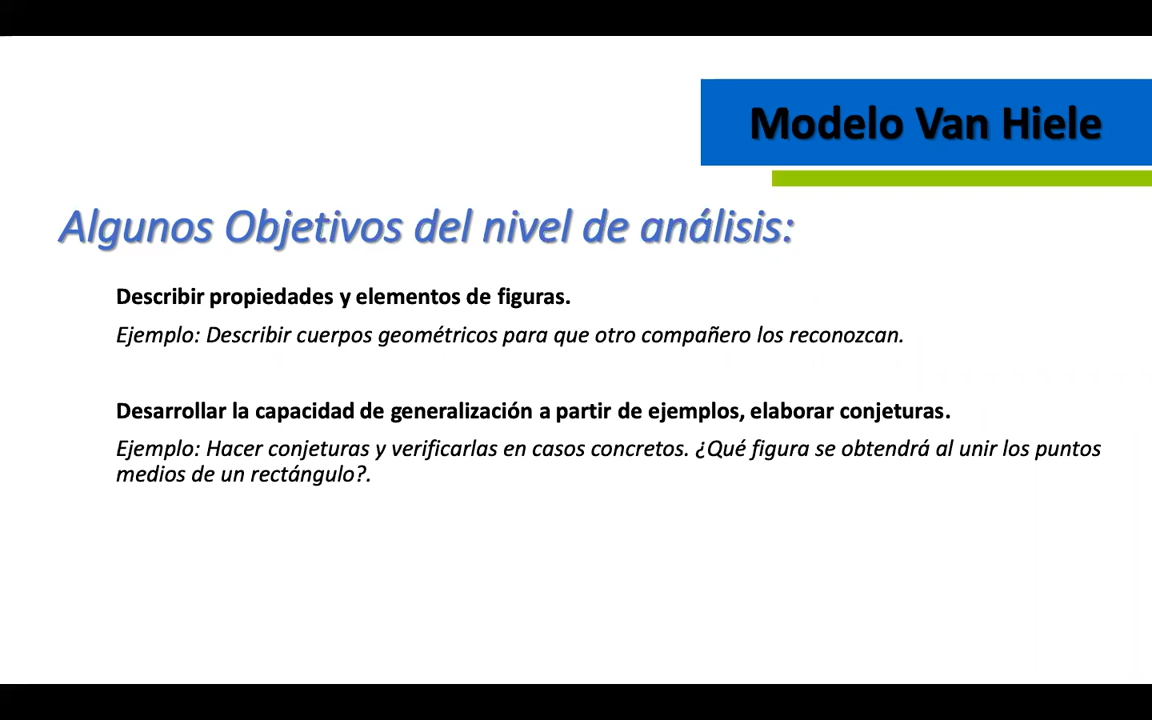 Modelo Van Hiele
Algunos Objetivos del nivel de análisis:
Describir propiedades y elementos de figuras.
Ejemplo: Describir cuerpos geométricos para que otro compañero los reconozcan.
Desarrollar la capacidad de generalización a partir de ejemplos, elaborar conjeturas.
Ejemplo: Hacer conjeturas y verificarlas en casos concretos. ¿Qué figura se obtendrá al unir los puntos
medios de un rectángulo?.